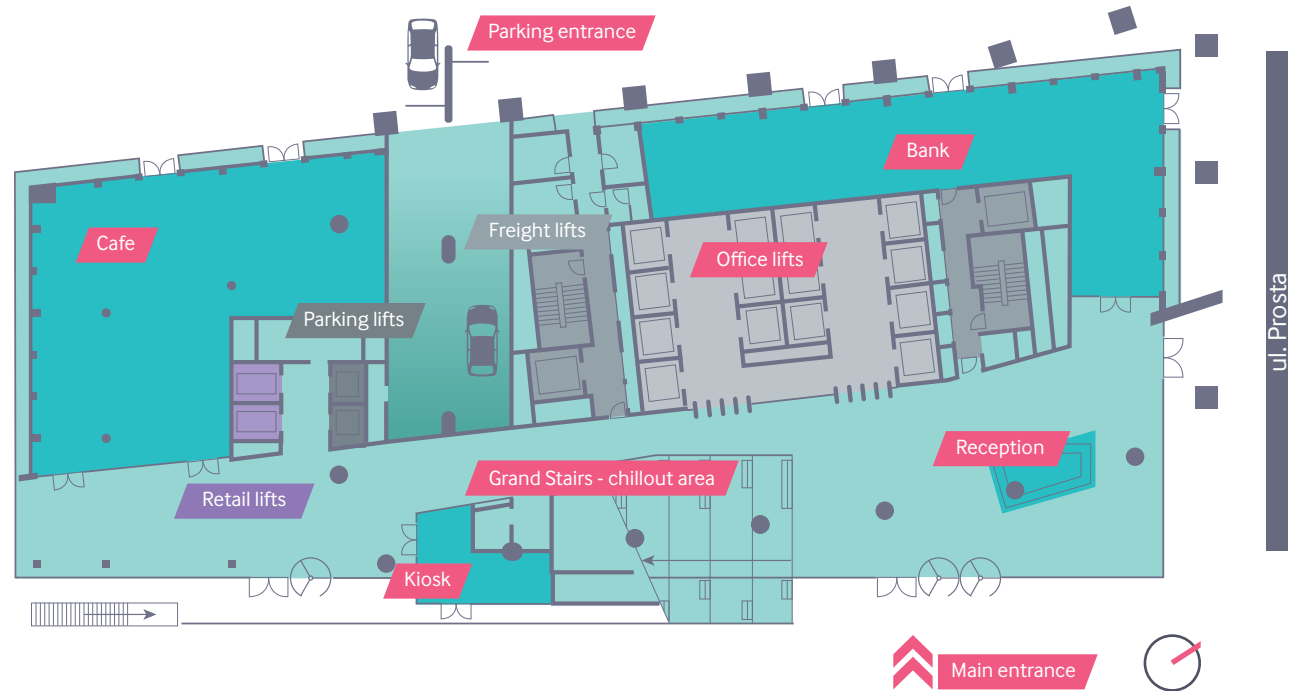 Parking entrance
Bank
Freight lifts
Cafe
Office lifts
Parking lifts
ul. Prosta
Reception
Grand Stairs - chillout area
Retail lifts
Kiosk
Main entrance